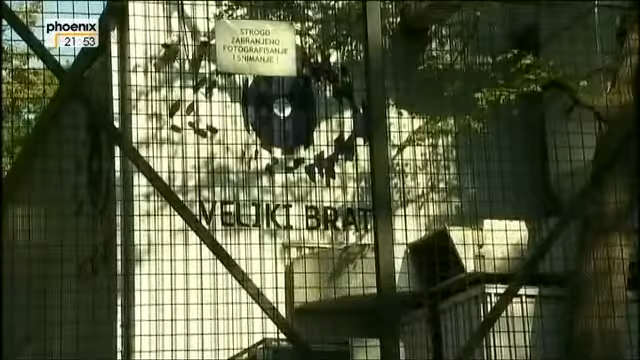 phoenix
21:53
STROGO
ZABRANJENO
FOTOGRAFISANJE
I SNIMANJE!
VELIKI BRAT